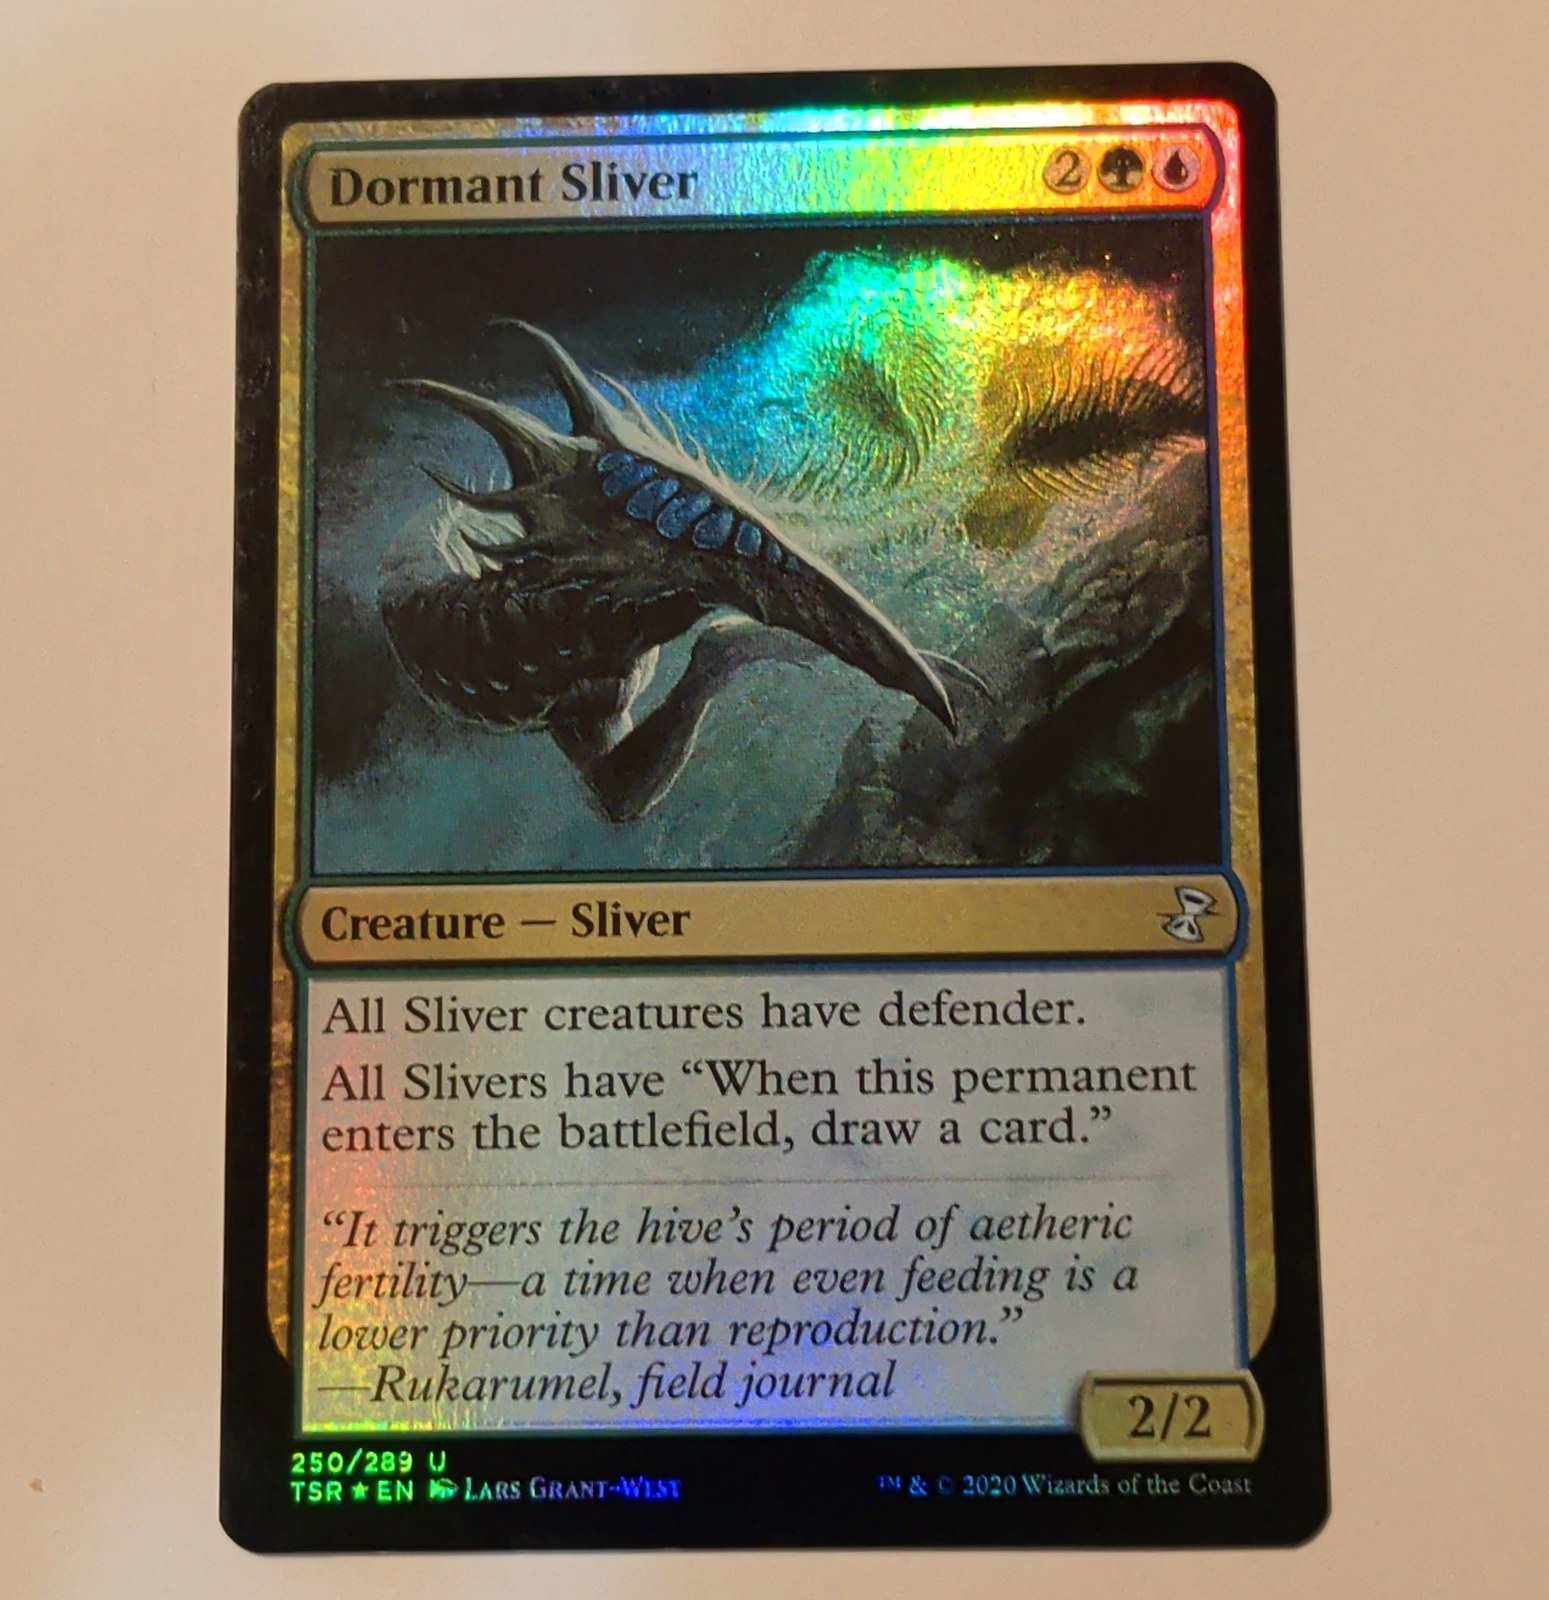 Dormant Sliver 2
Creature — Sliver
All Sliver creatures have defender.
All Slivers have “When this permanent
enters the battlefield, draw a card.”
“It triggers the hive’s period of aetheric
fertility—a time when even feeding is a
lower priority than reproduction.”
—Rukarumel, field journal
2/2
250/289 U
TSR ★ EN Lars Grant-West ™ & © 2020 Wizards of the Coast